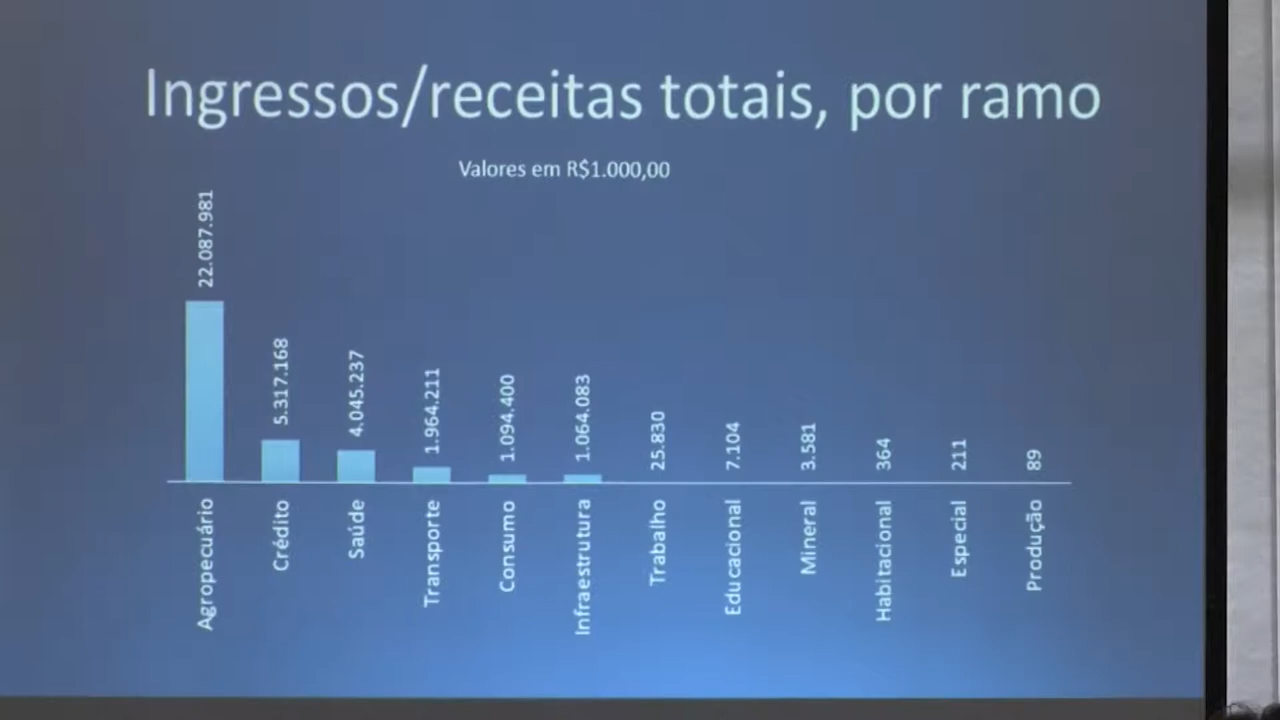 Ingressos/receitas totais, por ramo
Valores em R$1.000,00
22.087.981
5.317.168
4.045.237
1.964.211
1.094.400
1.064.083
25.830
7.104
3.581
364
211
89
Agropecuário
Crédito
Saúde
Transporte
Consumo
Infraestrutura
Trabalho
Educacional
Mineral
Habitacional
Especial
Produção